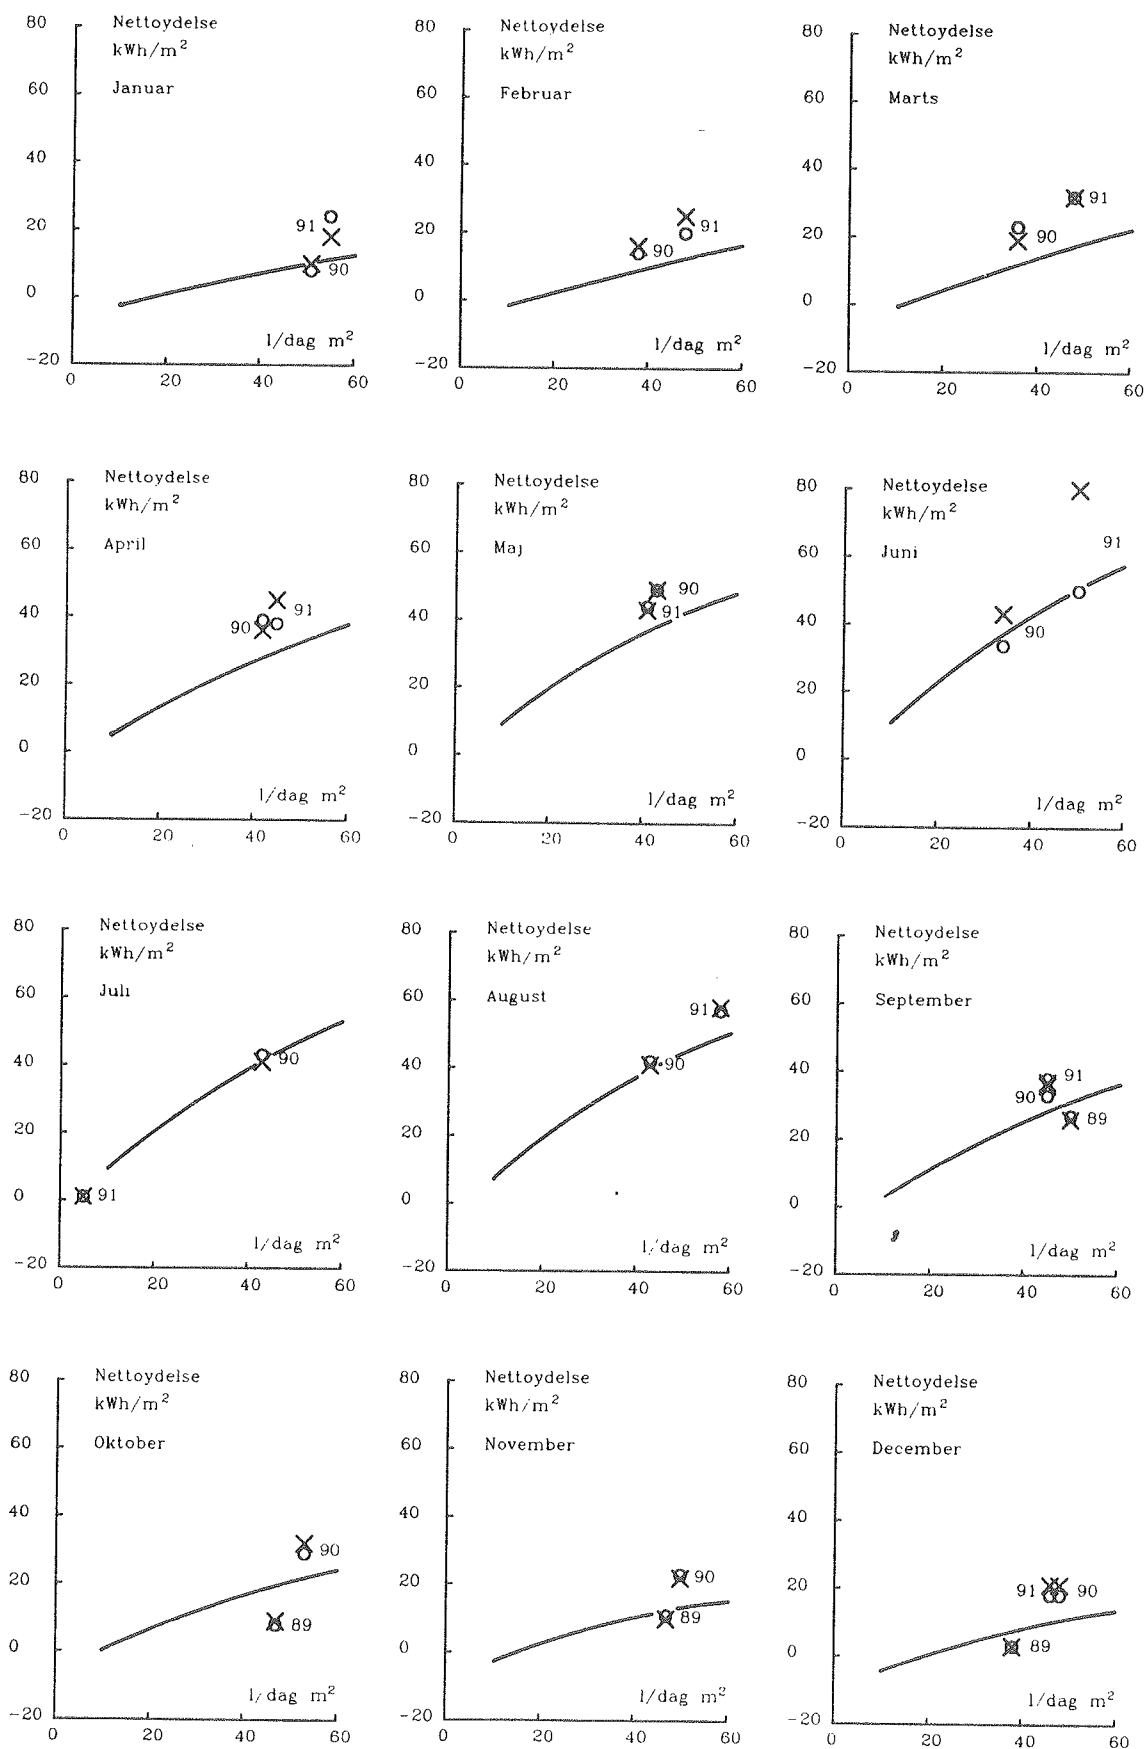 80 Nettoydelse
kWh/m²
60 Januar
40
20 91
90
0
l/dag m²
-20
0 20 40 60
80 Nettoydelse
kWh/m²
60 Februar
40
20 91
90
0
l/dag m²
-20
0 20 40 60
80 Nettoydelse
kWh/m²
60 Marts
40
91
20 90
0
l/dag m²
-20
0 20 40 60
80 Nettoydelse
kWh/m²
60 April
40 91
90
20
0
l/dag m²
-20
0 20 40 60
80 Nettoydelse
kWh/m²
60 Maj
90
40 91
20
0
l/dag m²
-20
0 20 40 60
80 Nettoydelse
kWh/m²
91
60 Juni
40
90
20
0
l/dag m²
-20
0 20 40 60
80 Nettoydelse
kWh/m²
60 Juli
40 90
20
0 91
l/dag m²
-20
0 20 40 60
80 Nettoydelse
kWh/m²
60 August
91
40 90
20
0
l/dag m²
-20
0 20 40 60
80 Nettoydelse
kWh/m²
60 September
40 91
90
20 89
0
l/dag m²
-20
0 20 40 60
80 Nettoydelse
kWh/m²
60 Oktober
40
90
20
89
0
l/dag m²
-20
0 20 40 60
80 Nettoydelse
kWh/m²
60 November
40
20 90
89
0
l/dag m²
-20
0 20 40 60
80 Nettoydelse
kWh/m²
60 December
40
20 91 90
89
0
l/dag m²
-20
0 20 40 60